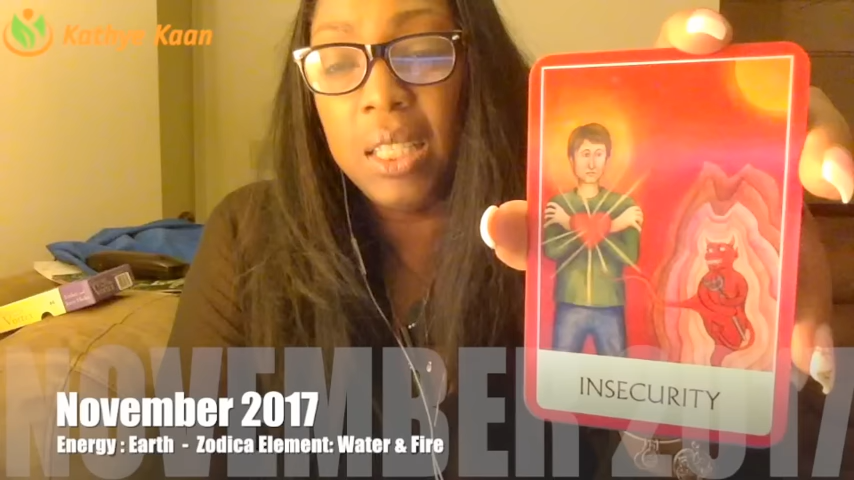 Kathye Kaan
INSECURITY
November 2017
Energy : Earth - Zodica Element: Water & Fire
NOVEMBER 2017